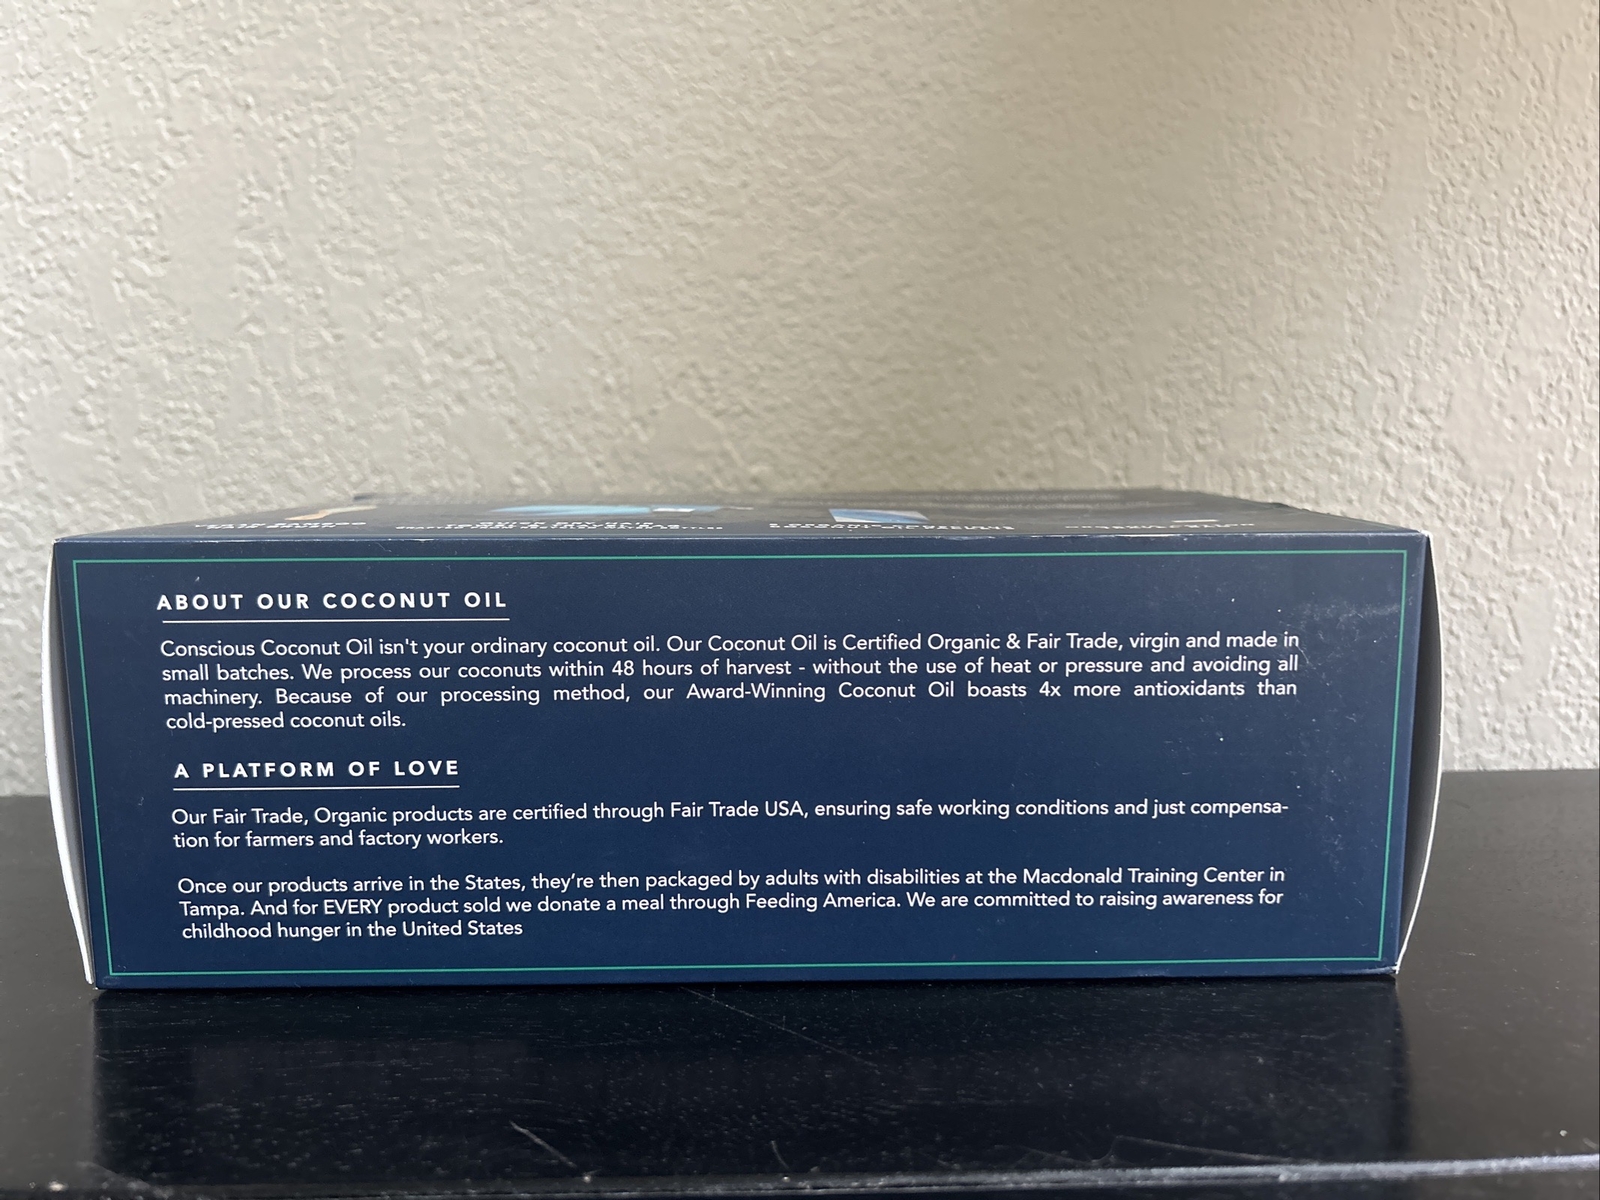 ABOUT OUR COCONUT OIL
Conscious Coconut Oil isn't your ordinary coconut oil. Our Coconut Oil is Certified Organic & Fair Trade, virgin and made in
small batches. We process our coconuts within 48 hours of harvest - without the use of heat or pressure and avoiding all
machinery. Because of our processing method, our Award-Winning Coconut Oil boasts 4x more antioxidants than
cold-pressed coconut oils.
A PLATFORM OF LOVE
Our Fair Trade, Organic products are certified through Fair Trade USA, ensuring safe working conditions and just compensa-
tion for farmers and factory workers.
Once our products arrive in the States, they're then packaged by adults with disabilities at the Macdonald Training Center in
Tampa. And for EVERY product sold we donate a meal through Feeding America. We are committed to raising awareness for
childhood hunger in the United States